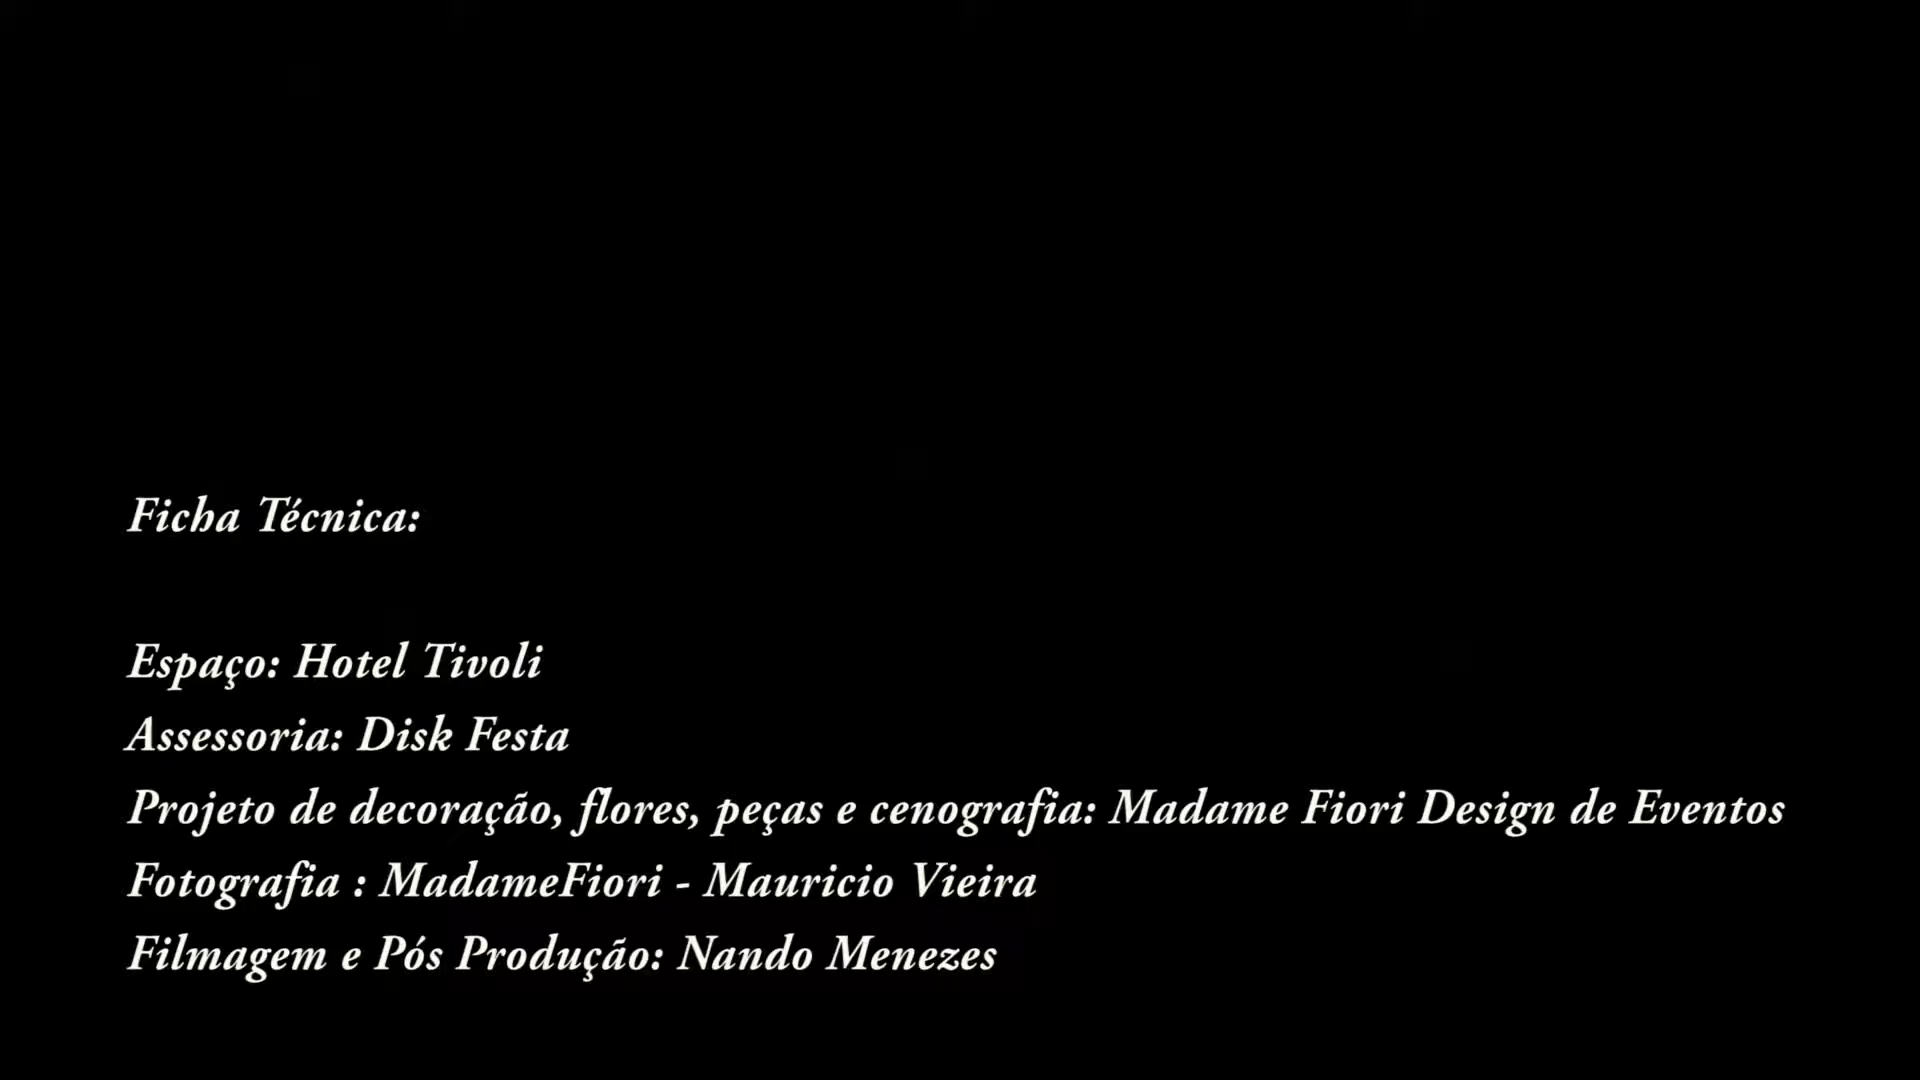 Ficha Técnica:
Espaço: Hotel Tivoli
Assessoria: Disk Festa
Projeto de decoração, flores, peças e cenografia: Madame Fiori Design de Eventos
Fotografia : MadameFiori - Mauricio Vieira
Filmagem e Pós Produção: Nando Menezes